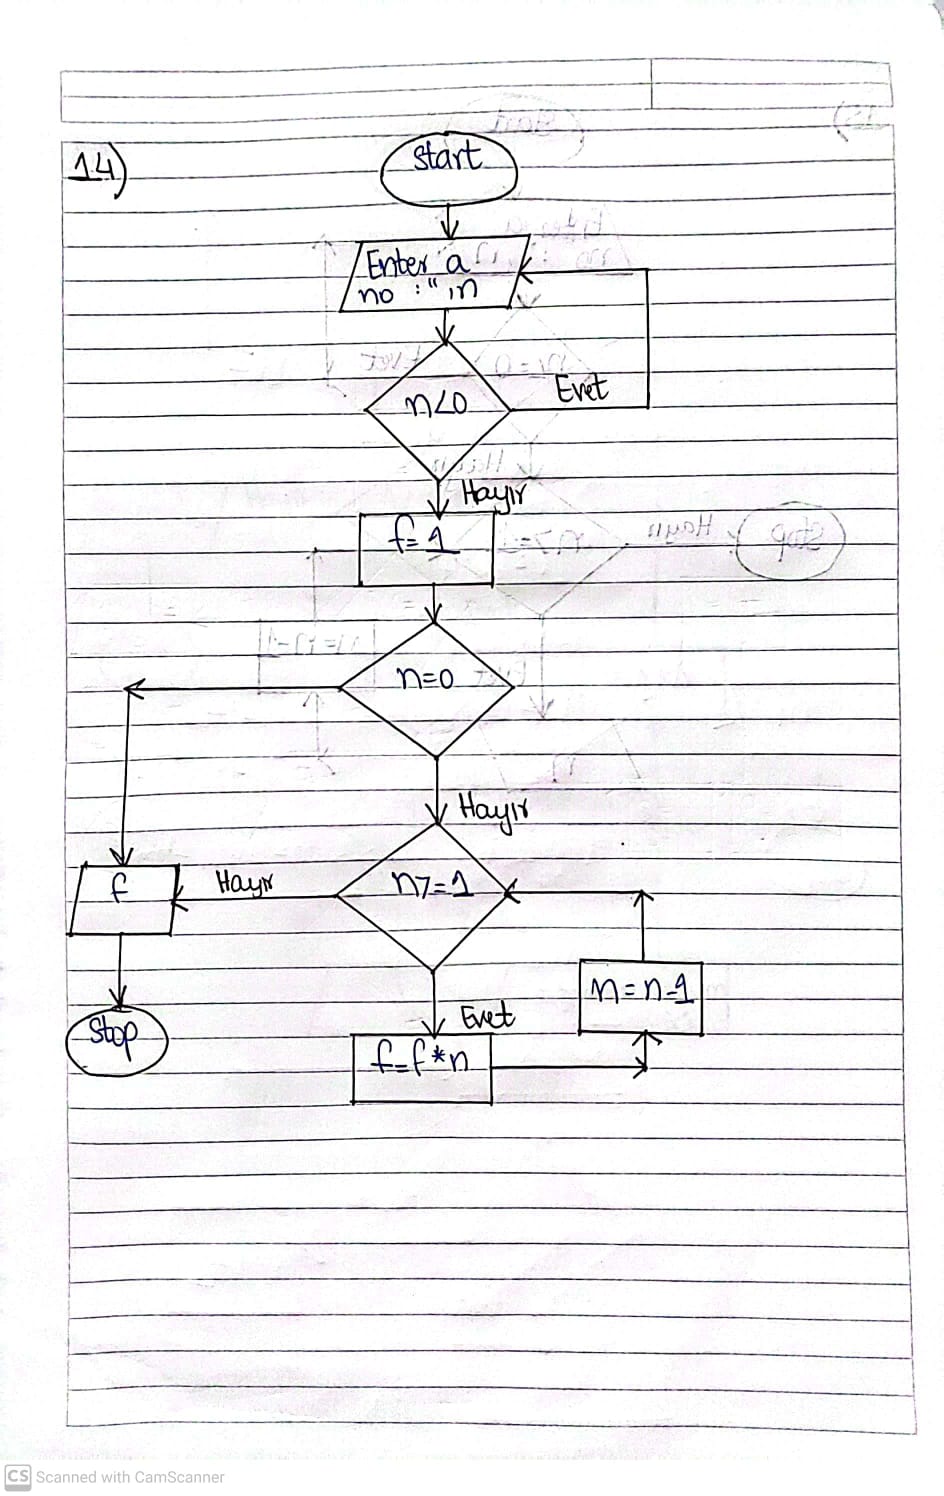 14)
Start
Enter a
no :" ,n
n<0
Evet
Hayır
f=1
n=0
Hayır
n>=1
Hayır
f
Evet
n=n-1
Stop
f=f*n
CS Scanned with CamScanner